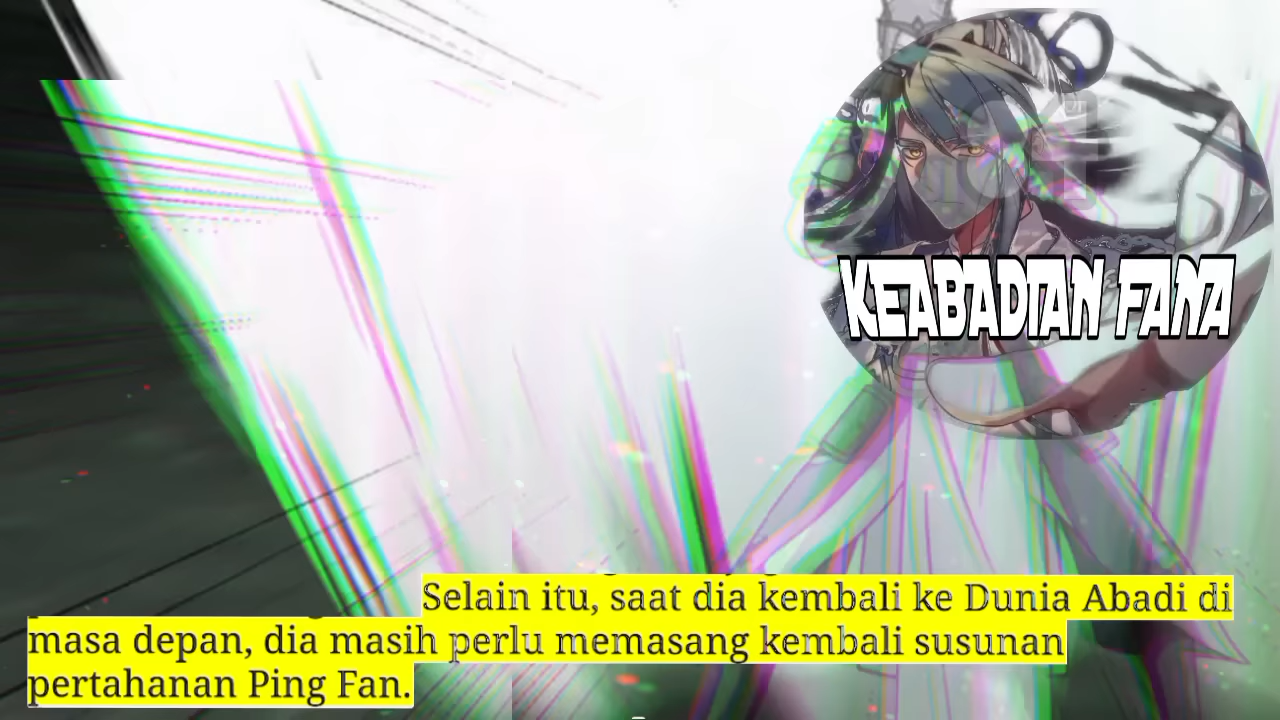 KEABADIAN FANA
Selain itu, saat dia kembali ke Dunia Abadi di
masa depan, dia masih perlu memasang kembali susunan
pertahanan Ping Fan.